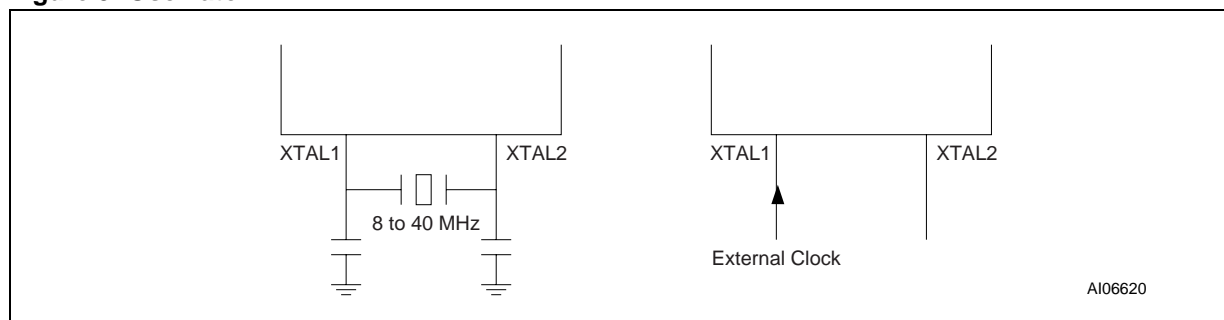 XTAL1 XTAL2 XTAL1 XTAL2
8 to 40 MHz
External Clock
AI06620